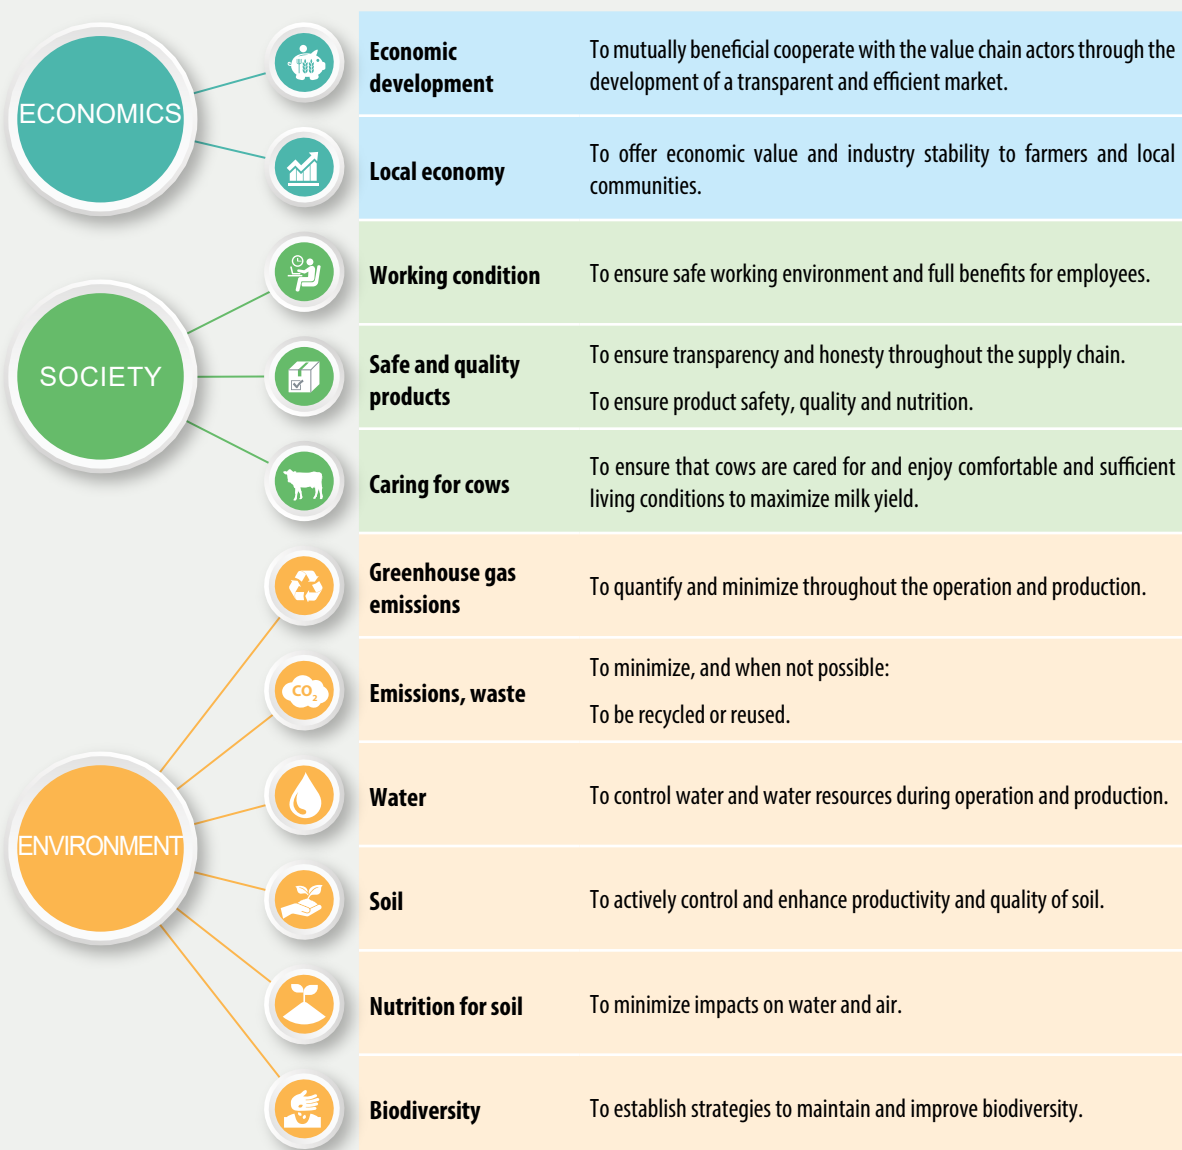 ECONOMICS
Economic
development
To mutually beneficial cooperate with the value chain actors through the
development of a transparent and efficient market.
Local economy
To offer economic value and industry stability to farmers and local
communities.
SOCIETY
Working condition
To ensure safe working environment and full benefits for employees.
Safe and quality
products
To ensure transparency and honesty throughout the supply chain.
To ensure product safety, quality and nutrition.
Caring for cows
To ensure that cows are cared for and enjoy comfortable and sufficient
living conditions to maximize milk yield.
ENVIRONMENT
Greenhouse gas
emissions
To quantify and minimize throughout the operation and production.
CO2
Emissions, waste
To minimize, and when not possible:
To be recycled or reused.
Water
To control water and water resources during operation and production.
Soil
To actively control and enhance productivity and quality of soil.
Nutrition for soil
To minimize impacts on water and air.
Biodiversity
To establish strategies to maintain and improve biodiversity.